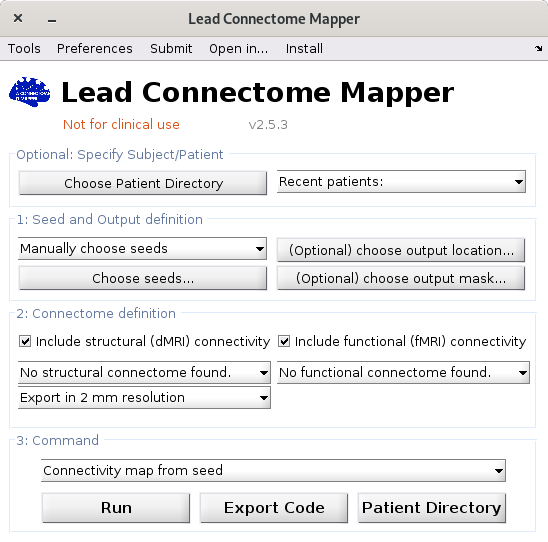 Lead Connectome Mapper
Tools Preferences Submit Open in... Install
Lead Connectome Mapper
Not for clinical use v2.5.3
Optional: Specify Subject/Patient
Choose Patient Directory Recent patients:
1: Seed and Output definition
Manually choose seeds (Optional) choose output location...
Choose seeds... (Optional) choose output mask...
2: Connectome definition
Include structural (dMRI) connectivity Include functional (fMRI) connectivity
No structural connectome found. No functional connectome found.
Export in 2 mm resolution
3: Command
Connectivity map from seed
Run Export Code Patient Directory